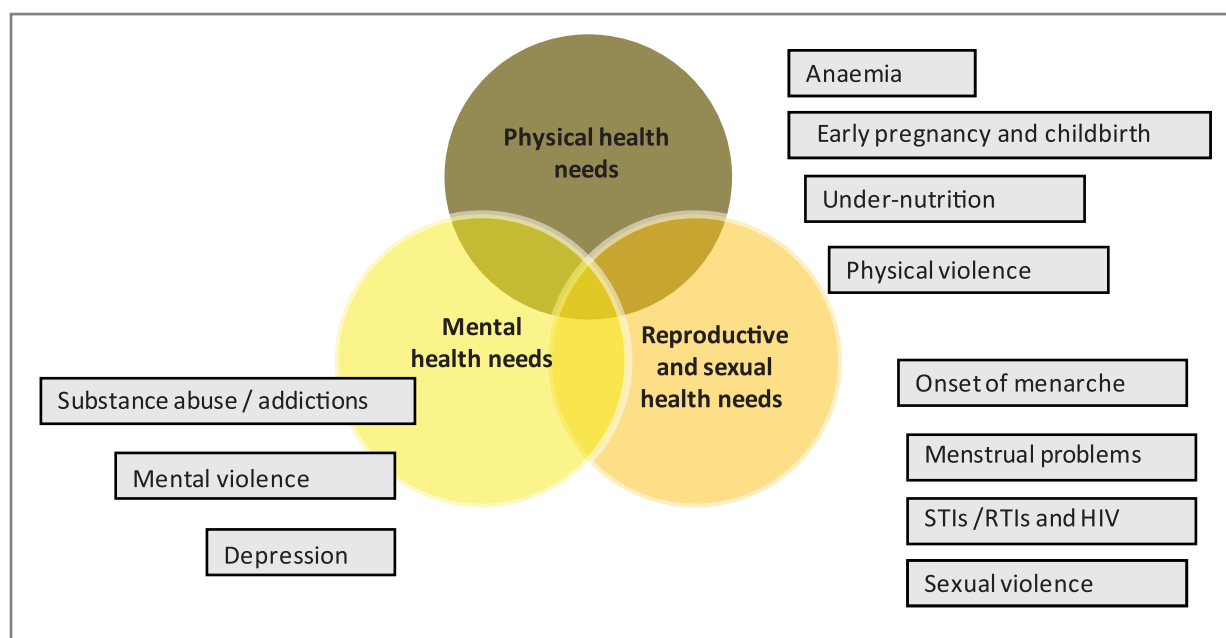 Physical health
needs
Anaemia
Early pregnancy and childbirth
Under-nutrition
Physical violence
Mental
health needs
Reproductive
and sexual
health needs
Substance abuse / addictions
Mental violence
Depression
Onset of menarche
Menstrual problems
STIs /RTIs and HIV
Sexual violence